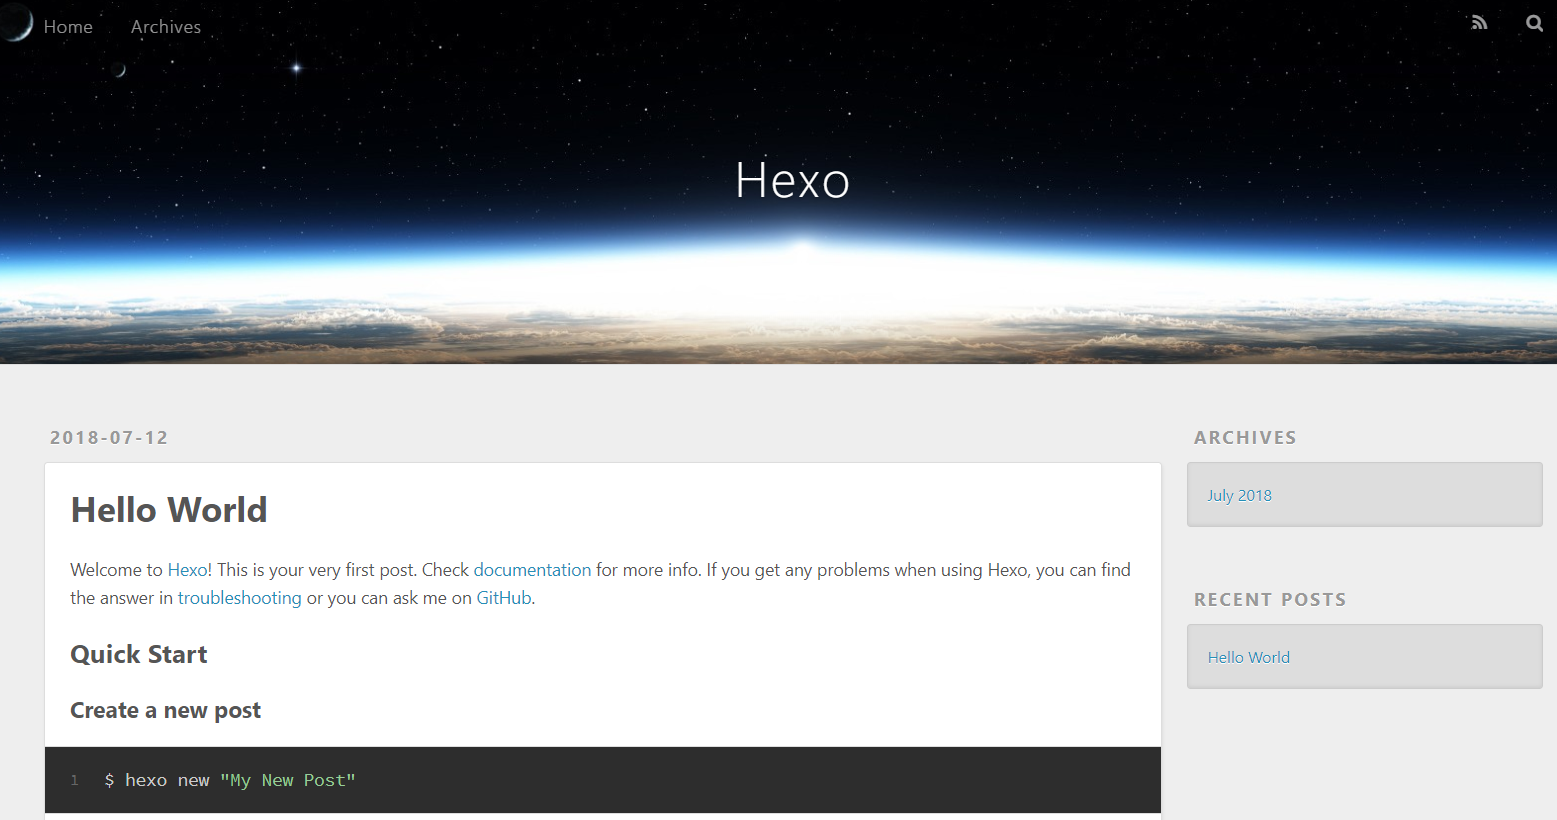 Home Archives
Hexo
2018-07-12
Hello World
Welcome to Hexo! This is your very first post. Check documentation for more info. If you get any problems when using Hexo, you can find
the answer in troubleshooting or you can ask me on GitHub.
Quick Start
Create a new post
1 $ hexo new "My New Post"
ARCHIVES
July 2018
RECENT POSTS
Hello World